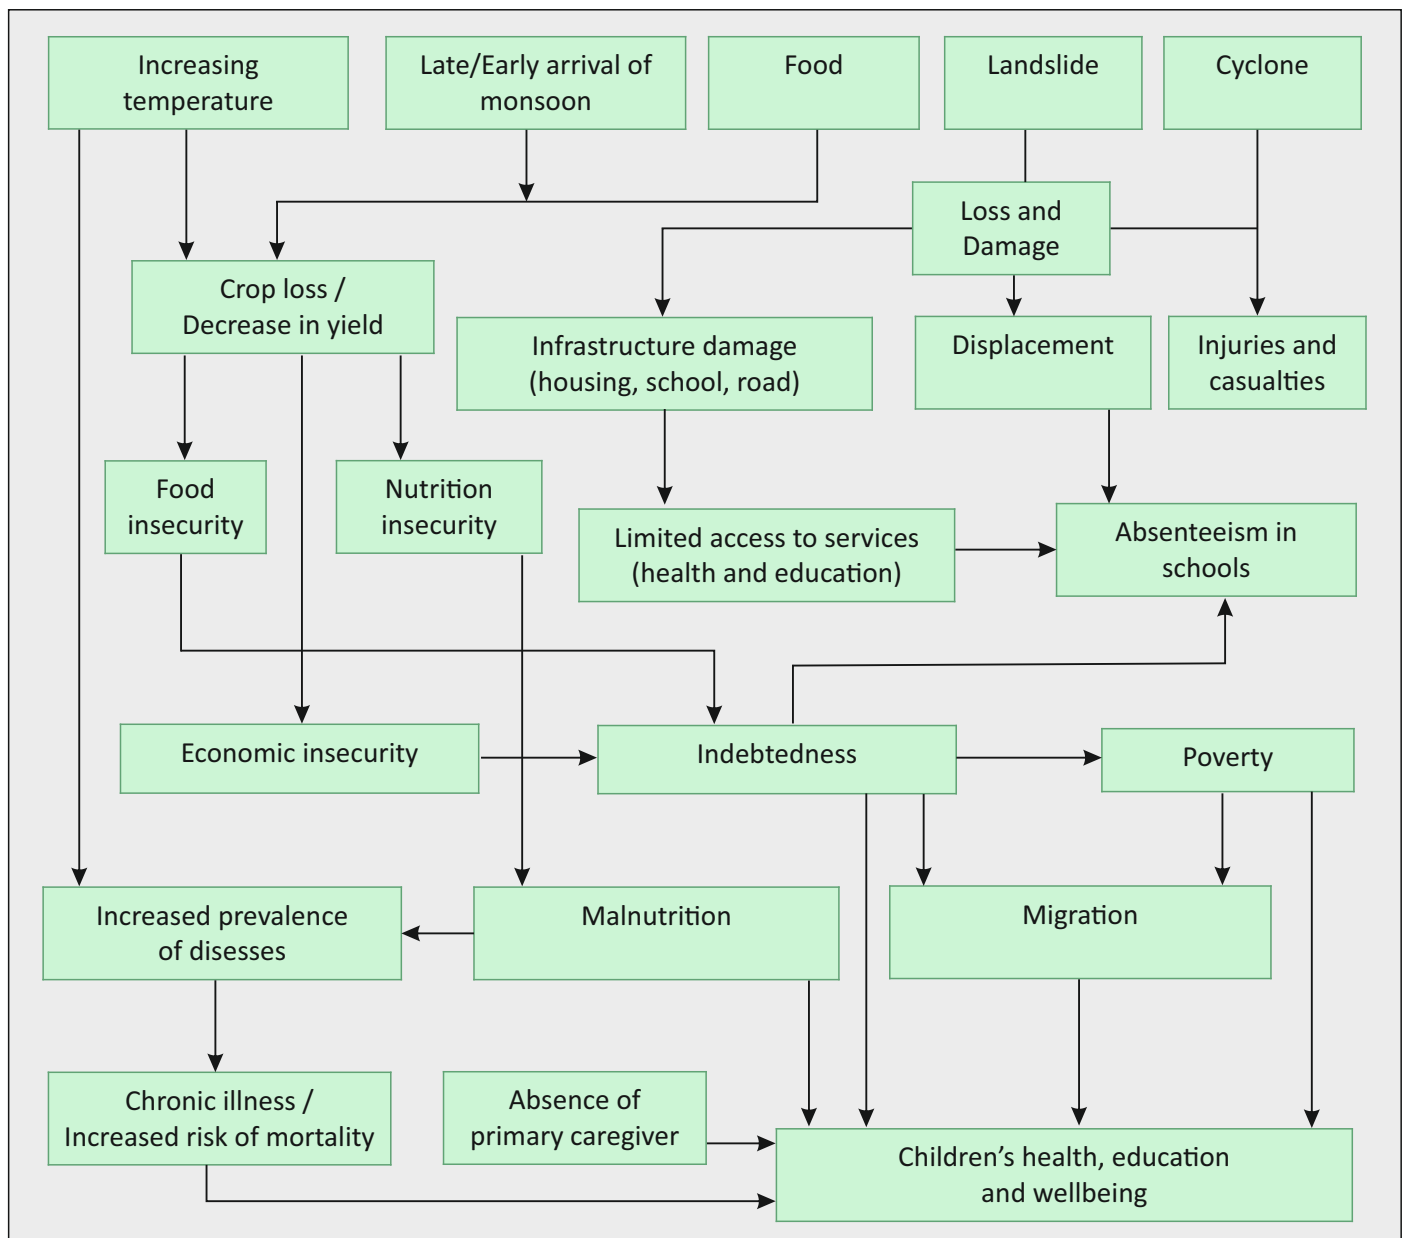 Increasing
temperature
Late/Early arrival of
monsoon
Food
Landslide
Cyclone
Loss and
Damage
Crop loss /
Decrease in yield
Infrastructure damage
(housing, school, road)
Displacement
Injuries and
casualties
Food
insecurity
Nutrition
insecurity
Limited access to services
(health and education)
Absenteeism in
schools
Economic insecurity
Indebtedness
Poverty
Increased prevalence
of diseases
Malnutrition
Migration
Chronic illness /
Increased risk of mortality
Absence of
primary caregiver
Children’s health, education
and wellbeing